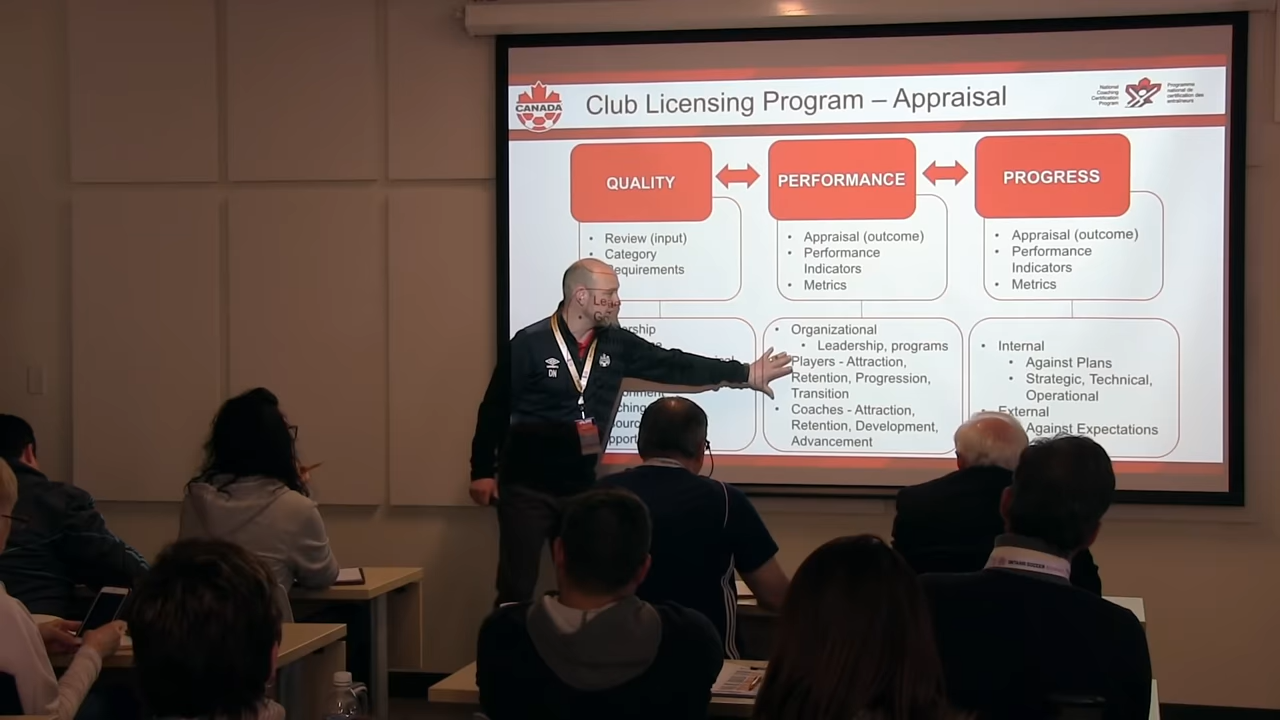 CANADA
Club Licensing Program – Appraisal
National
Coaching
Certification
Program
Programme
national de
certification des
entraîneurs
QUALITY
PERFORMANCE
PROGRESS
• Review (input)
• Category
Requirements
• Appraisal (outcome)
• Performance
Indicators
• Metrics
• Appraisal (outcome)
• Performance
Indicators
• Metrics
• Organizational
• Leadership, programs
Players - Attraction,
Retention, Progression,
Transition
• Coaches - Attraction,
Retention, Development,
Advancement
• Internal
• Against Plans
• Strategic, Technical,
Operational
• External
Against Expectations
umbro
DN